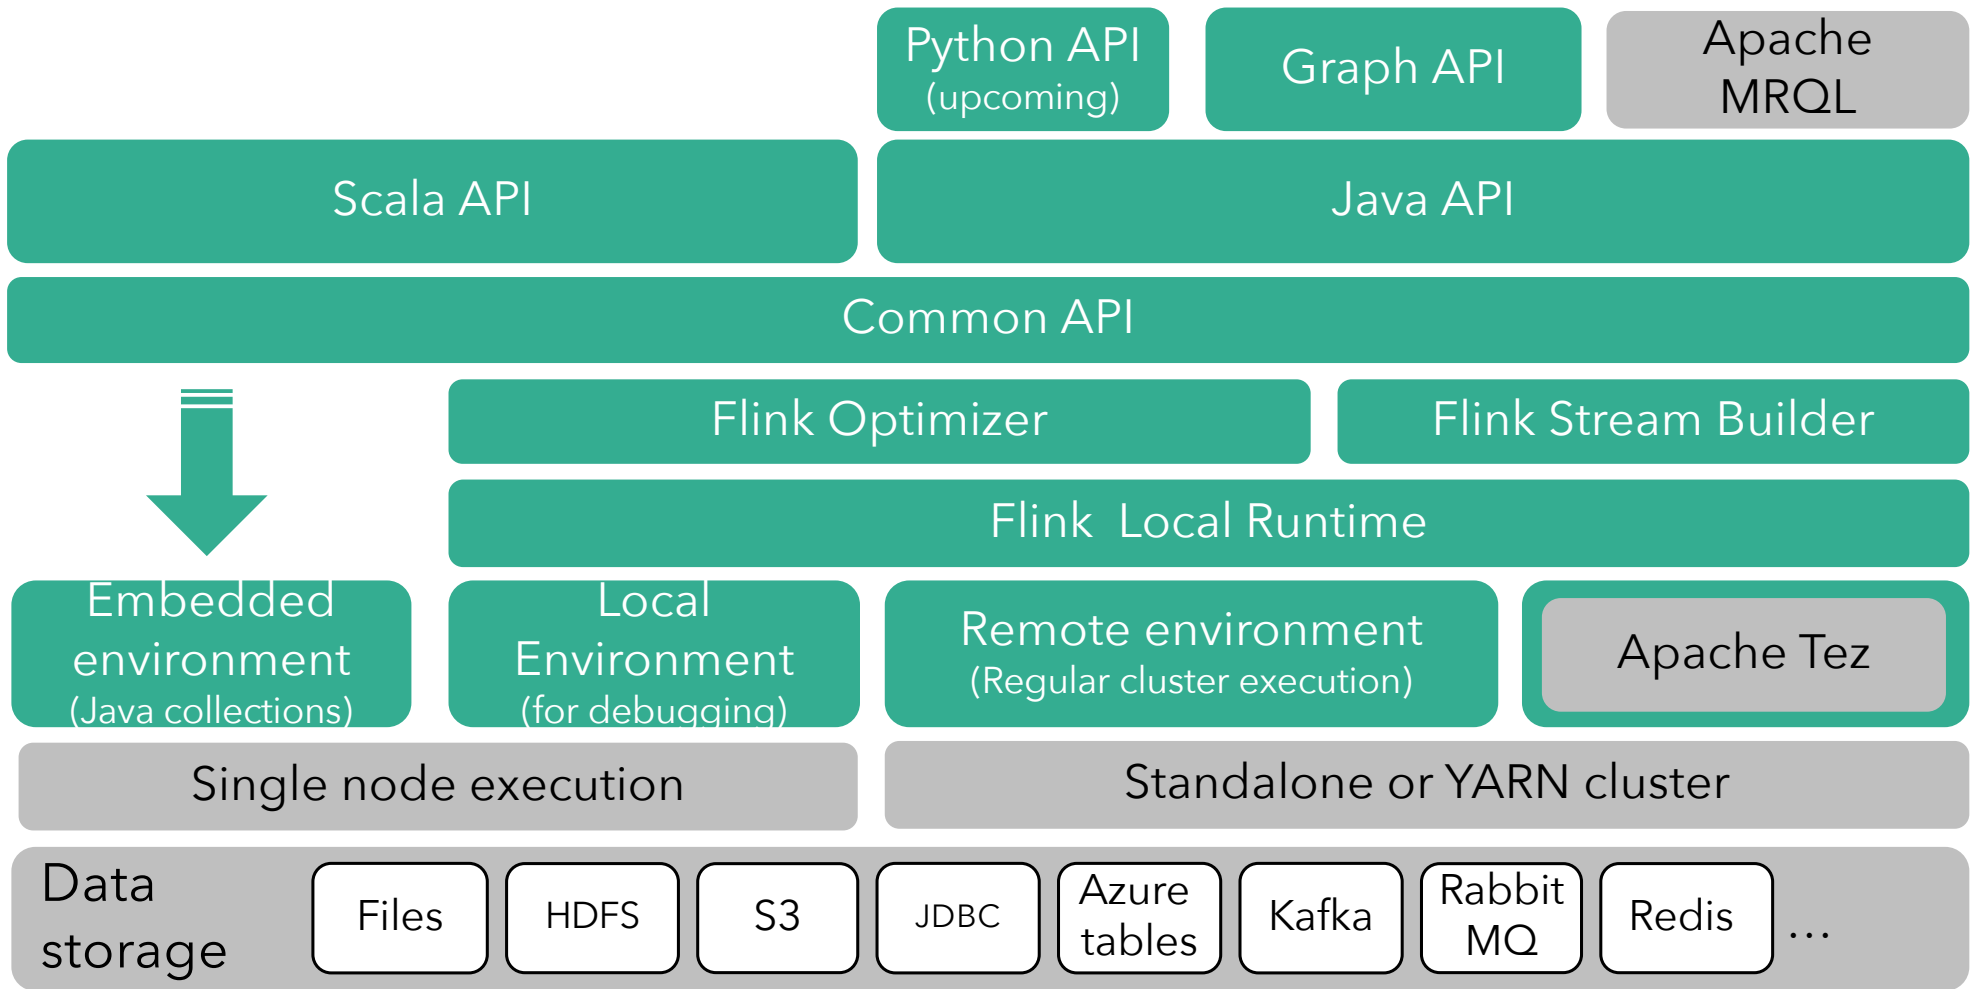 Python API
(upcoming)
Graph API
Apache
MRQL
Scala API
Java API
Common API
Flink Optimizer
Flink Stream Builder
Flink  Local Runtime
Embedded
environment
(Java collections)
Local
Environment
(for debugging)
Remote environment
(Regular cluster execution)
Apache Tez
Single node execution
Standalone or YARN cluster
Data
storage
Files
HDFS
S3
JDBC
Azure
tables
Kafka
Rabbit
MQ
Redis
...